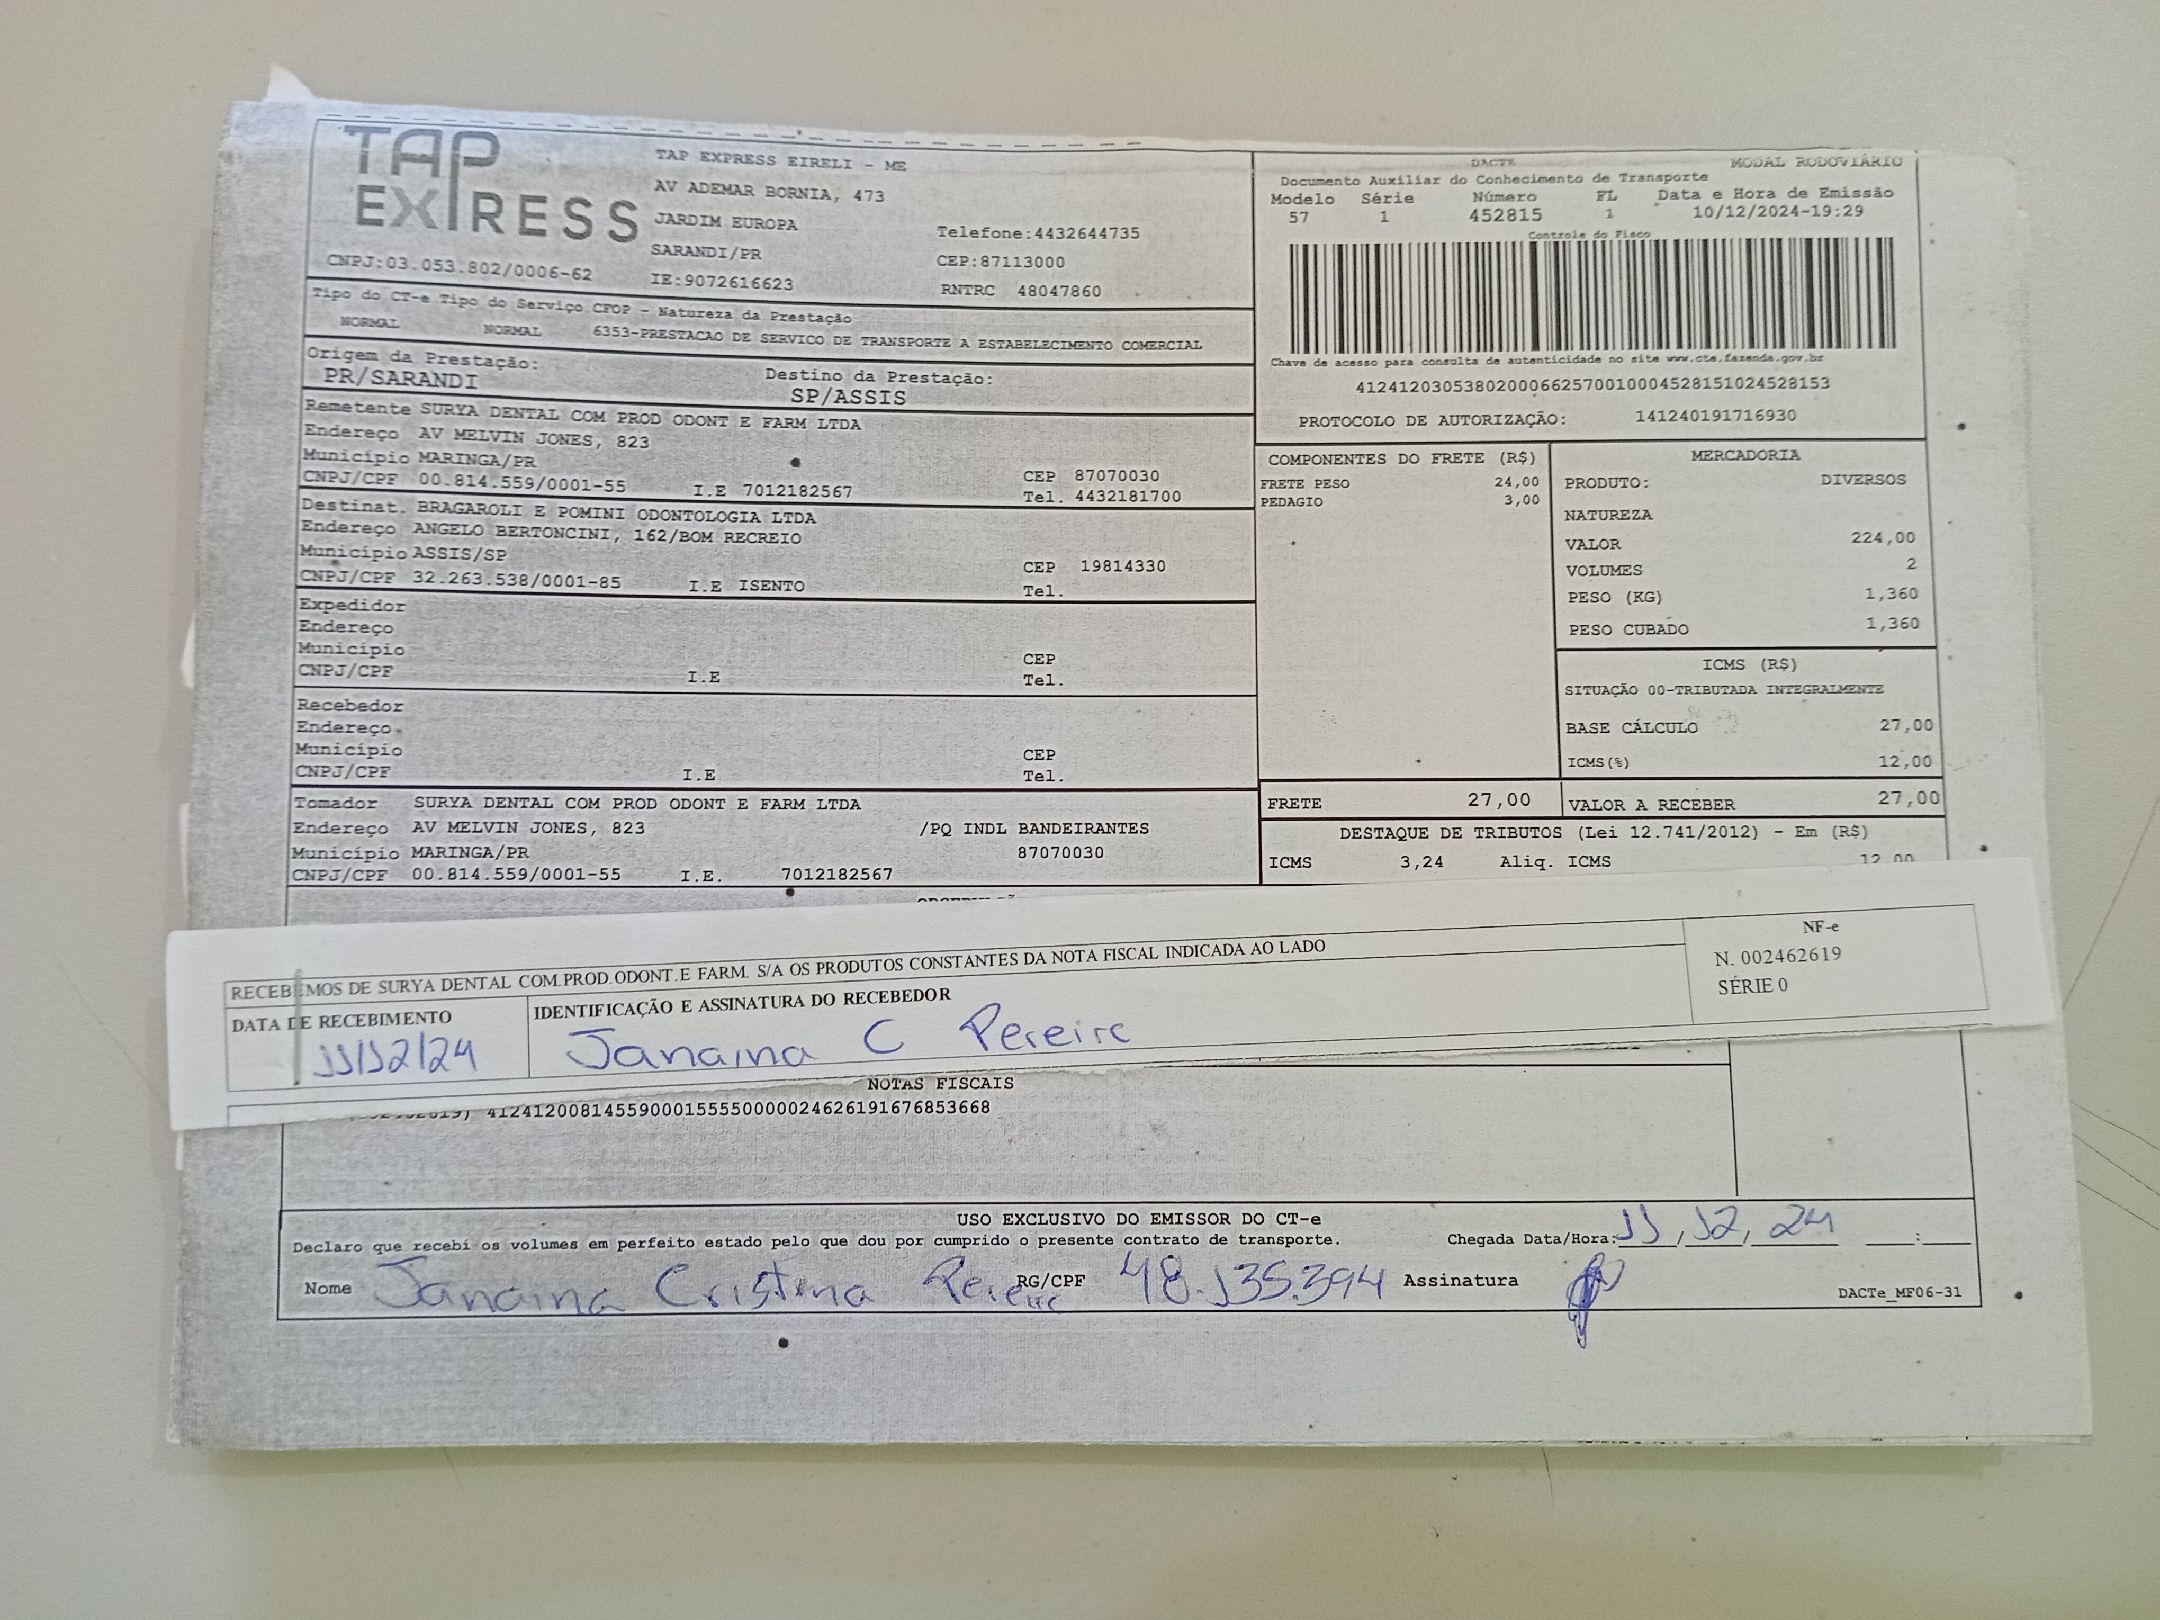 TAP EXPRESS
TAP EXPRESS EIRELI - ME
AV ADEMAR BORNIA, 473
JARDIM EUROPA
Telefone:4432644735
SARANDI/PR
CEP:87113000
CNPJ:03.053.802/0006-62
IE:9072616623
RNTRC 48047860
Tipo do CT-e Tipo do Serviço CFOP - Natureza da Prestação
NORMAL NORMAL 6353-PRESTACAO DE SERVICO DE TRANSPORTE A ESTABELECIMENTO COMERCIAL
Origem da Prestação:
PR/SARANDI
Destino da Prestação:
SP/ASSIS
Remetente SURYA DENTAL COM PROD ODONT E FARM LTDA
Endereço AV MELVIN JONES, 823
Município MARINGA/PR
CEP 87070030
CNPJ/CPF 00.814.559/0001-55 I.E 7012182567 Tel. 4432181700
Destinat. BRAGAROLI E POMINI ODONTOLOGIA LTDA
Endereço ANGELO BERTONCINI, 162/BOM RECREIO
Município ASSIS/SP CEP 19814330
CNPJ/CPF 32.263.538/0001-85 I.E ISENTO Tel.
Expedidor
Endereço
Município CEP
CNPJ/CPF I.E Tel.
Recebedor
Endereço
Município CEP
CNPJ/CPF I.E Tel.
Tomador SURYA DENTAL COM PROD ODONT E FARM LTDA
Endereço AV MELVIN JONES, 823 /PQ INDL BANDEIRANTES
Município MARINGA/PR 87070030
CNPJ/CPF 00.814.559/0001-55 I.E. 7012182567
DACTE MODAL RODOVIÁRIO
Documento Auxiliar do Conhecimento de Transporte
Modelo Série Número FL Data e Hora de Emissão
57 1 452815 1 10/12/2024-19:29
Controle do Fisco
Chave de acesso para consulta de autenticidade no site www.cte.fazenda.gov.br
41241203053802000662570010004528151024528153
PROTOCOLO DE AUTORIZAÇÃO: 141240191716930
COMPONENTES DO FRETE (R$)
FRETE PESO 24,00
PEDAGIO 3,00
MERCADORIA
PRODUTO: DIVERSOS
NATUREZA
VALOR 224,00
VOLUMES 2
PESO (KG) 1,360
PESO CUBADO 1,360
ICMS (R$)
SITUAÇÃO 00-TRIBUTADA INTEGRALMENTE
BASE CÁLCULO 27,00
ICMS(%) 12,00
FRETE 27,00 VALOR A RECEBER 27,00
DESTAQUE DE TRIBUTOS (Lei 12.741/2012) - Em (R$)
ICMS 3,24 Aliq. ICMS 12,00
RECEBEMOS DE SURYA DENTAL COM.PROD.ODONT.E FARM. S/A OS PRODUTOS CONSTANTES DA NOTA FISCAL INDICADA AO LADO
NF-e
N. 002462619
SÉRIE 0
DATA DE RECEBIMENTO
11/12/24
IDENTIFICAÇÃO E ASSINATURA DO RECEBEDOR
Janaina C Pereira
NOTAS FISCAIS
41241200814559000155550000024626191676853668
USO EXCLUSIVO DO EMISSOR DO CT-e
Declaro que recebi os volumes em perfeito estado pelo que dou por cumprido o presente contrato de transporte.
Chegada Data/Hora: 11/12/24 :
Nome Janaina Cristina Pereira RG/CPF 48.135.394 Assinatura
DACTe_MF06-31